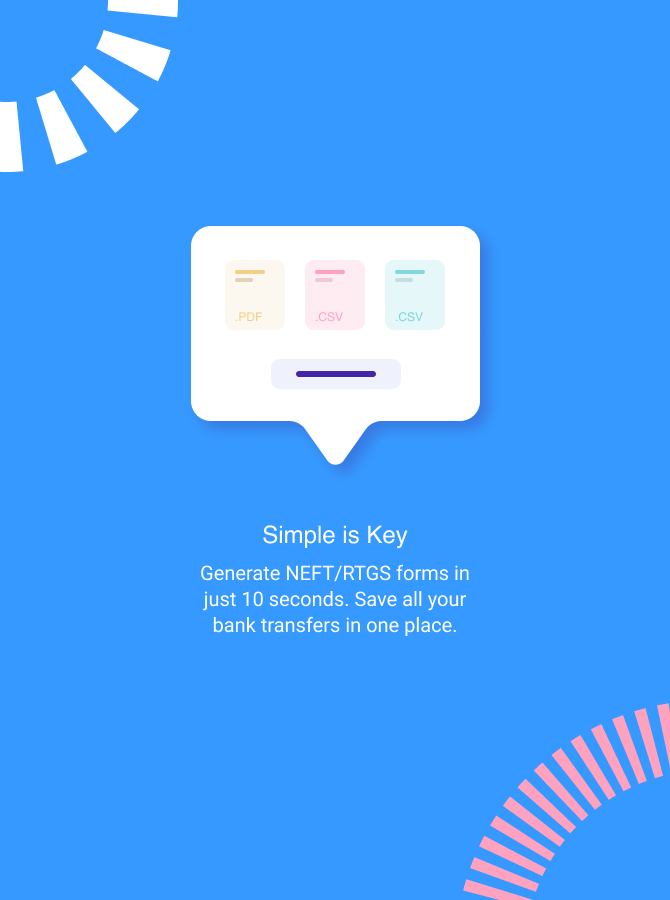 .PDF .CSV .CSV
Simple is Key
Generate NEFT/RTGS forms in
just 10 seconds. Save all your
bank transfers in one place.